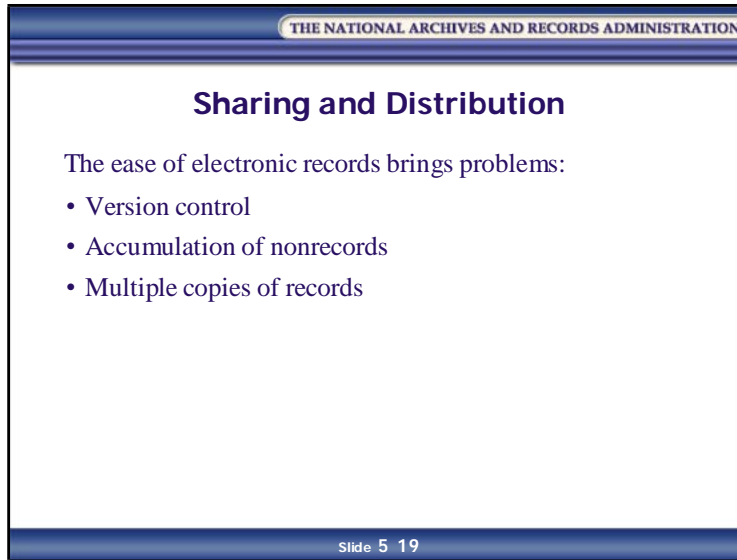 THE NATIONAL ARCHIVES AND RECORDS ADMINISTRATION
Sharing and Distribution
The ease of electronic records brings problems:
• Version control
• Accumulation of nonrecords
• Multiple copies of records
Slide 5 19